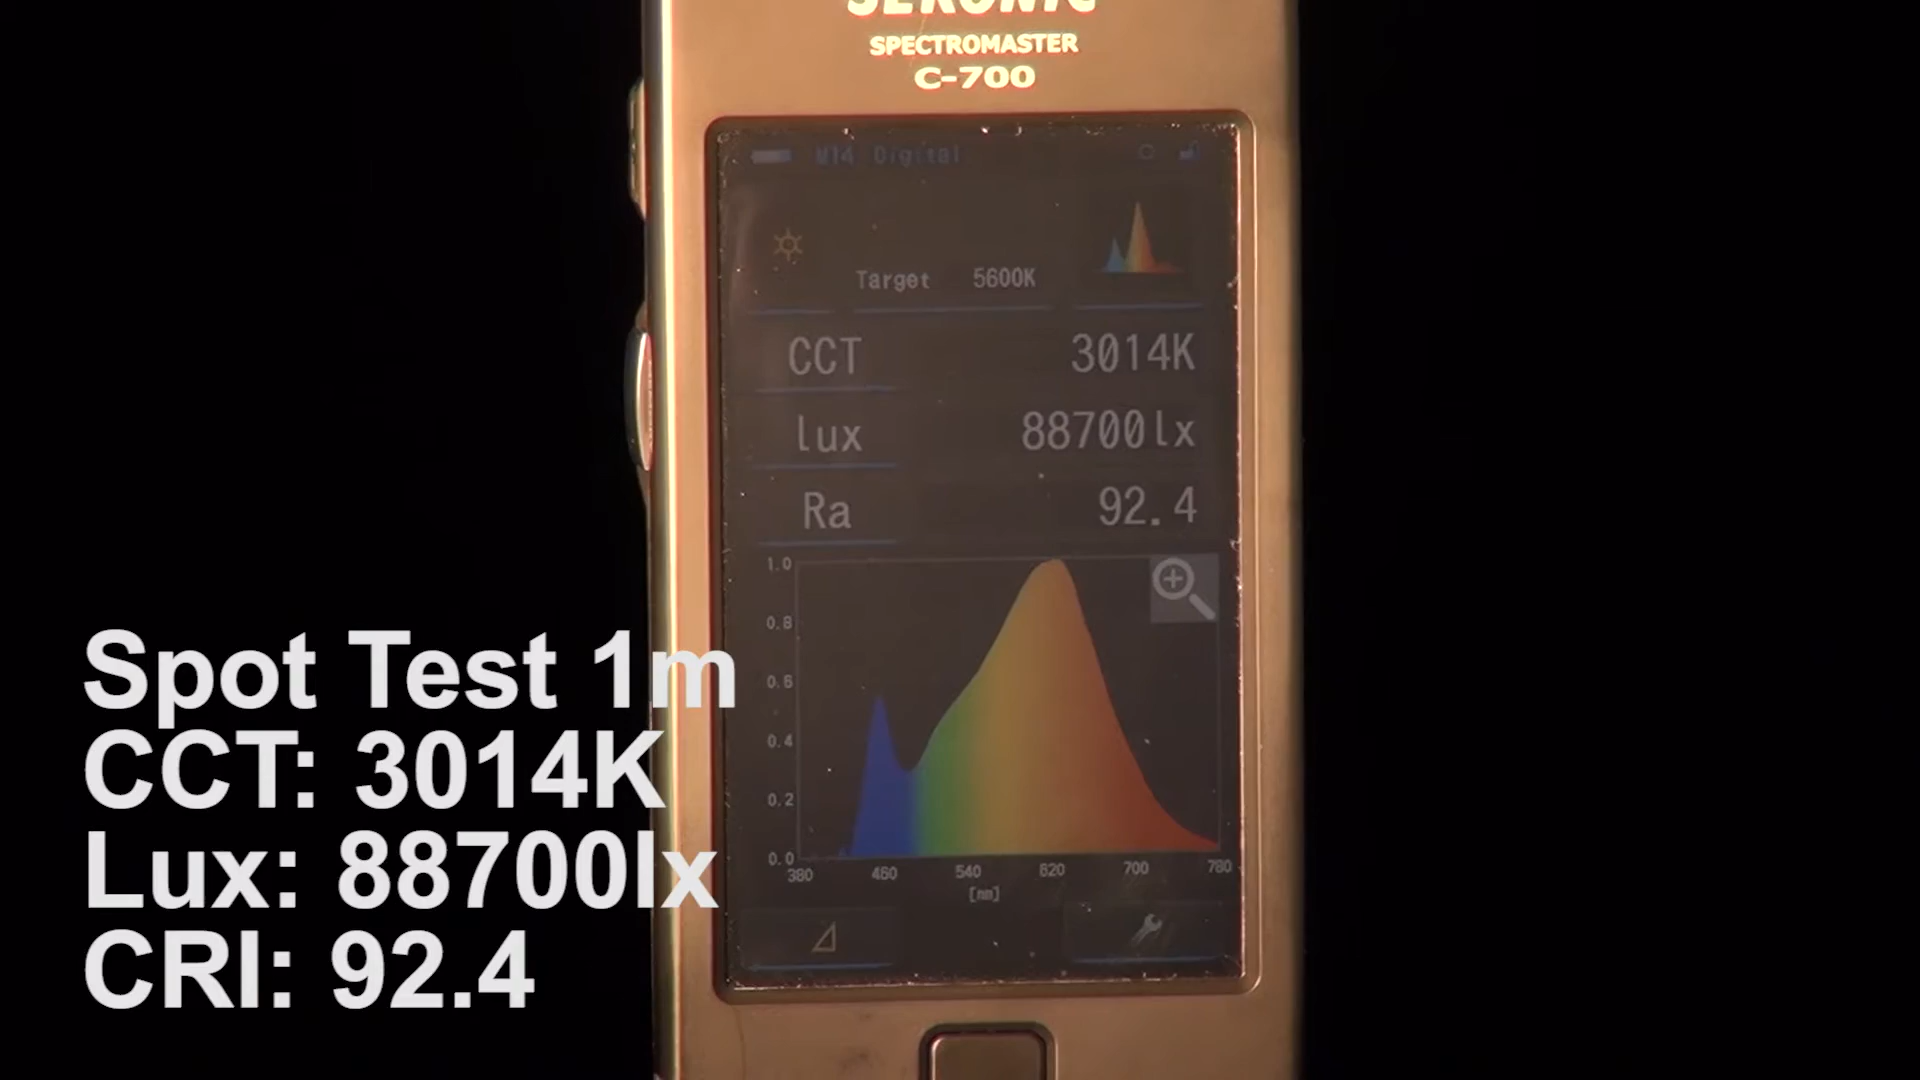 SEKONIC
SPECTROMASTER
C-700
M14 Digital
Target 5600K
CCT 3014K
lux 88700lx
Ra 92.4
1.0
0.8
0.6
0.4
0.2
0.0
380 460 540 620 700 780
[nm]
Spot Test 1m
CCT: 3014K
Lux: 88700lx
CRI: 92.4